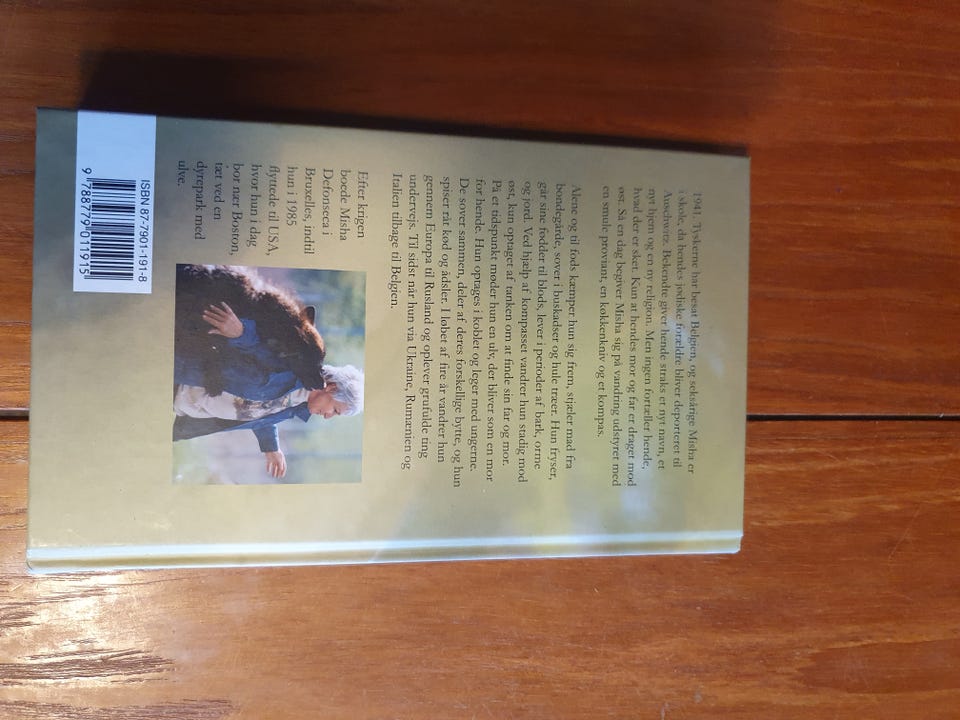 1941. Tyskerne har besat Belgien, og seksårige Misha er
i skole, da hendes jødiske forældre bliver deporteret til
Auschwitz. Bekendte giver hende straks et nyt navn, et
nyt hjem og en ny religion. Men ingen fortæller hende,
hvad der er sket. Kun at hendes mor og far er draget mod
øst. Så en dag begiver Misha sig på vandring udstyret med
en smule proviant, en køkkenkniv og et kompas.
Alene og til fods kæmper hun sig frem, stjæler mad fra
bondegårde, sover i buskadser og hule træer. Hun fryser,
går sine fødder til blods, lever i perioder af bark, orme
og jord. Ved hjælp af kompasset vandrer hun stadig mod
øst, kun optaget af tanken om at finde sin far og mor.
På et tidspunkt møder hun en ulv, der bliver som en mor
for hende. Hun optages i koblet og leger med ungerne.
De sover sammen, deler af deres forskellige bytte, og hun
spiser råt kød og ådsler. I løbet af fire år vandrer hun
gennem Europa til Rusland og oplever grufulde ting
undervejs. Til sidst når hun via Ukraine, Rumænien og
Italien tilbage til Belgien.
Efter krigen
boede Misha
Defonseca i
Bruxelles, indtil
hun i 1985
flyttede til USA,
hvor hun i dag
bor nær Boston,
tæt ved en
dyrepark med
ulve.
ISBN 87-7901-191-8
9 788779 011915